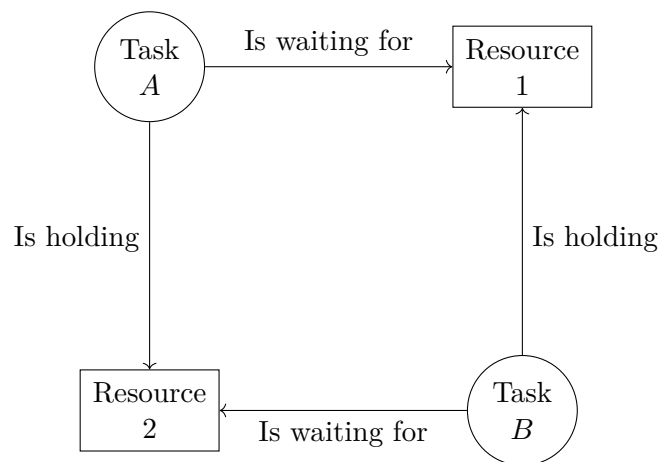 Task
A
Is waiting for
Resource
1
Is holding
Is holding
Resource
2
Is waiting for
Task
B